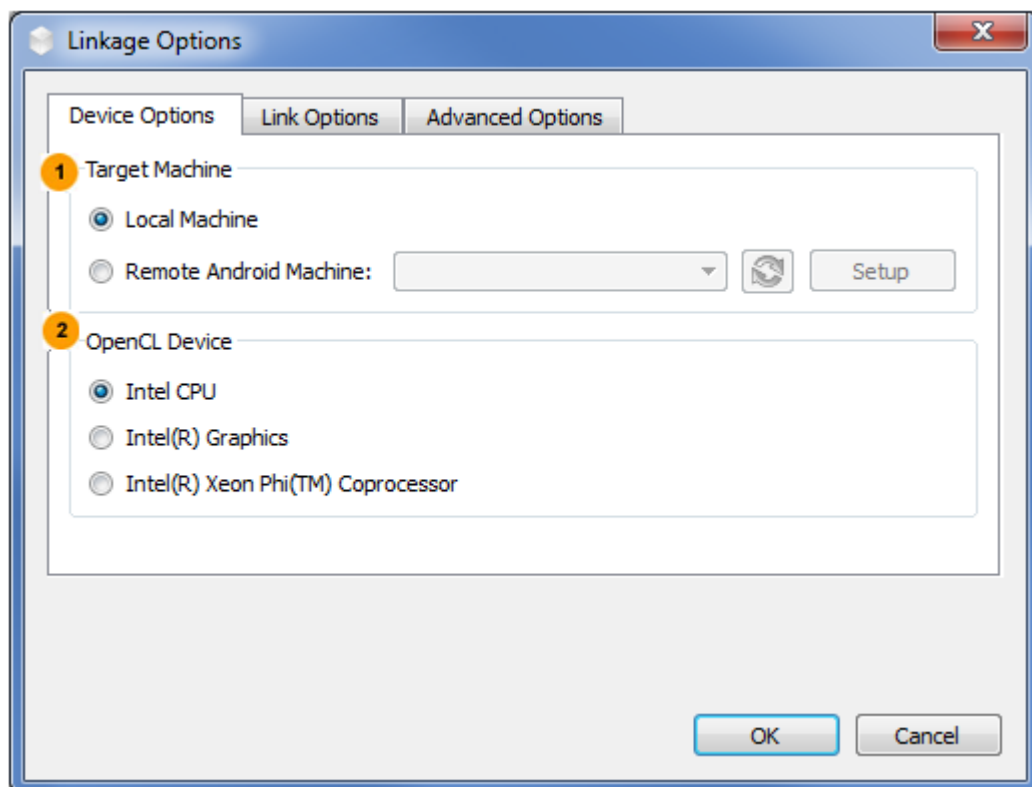 Linkage Options
Device Options Link Options Advanced Options
1 Target Machine
Local Machine
Remote Android Machine: Setup
2 OpenCL Device
Intel CPU
Intel(R) Graphics
Intel(R) Xeon Phi(TM) Coprocessor
OK Cancel